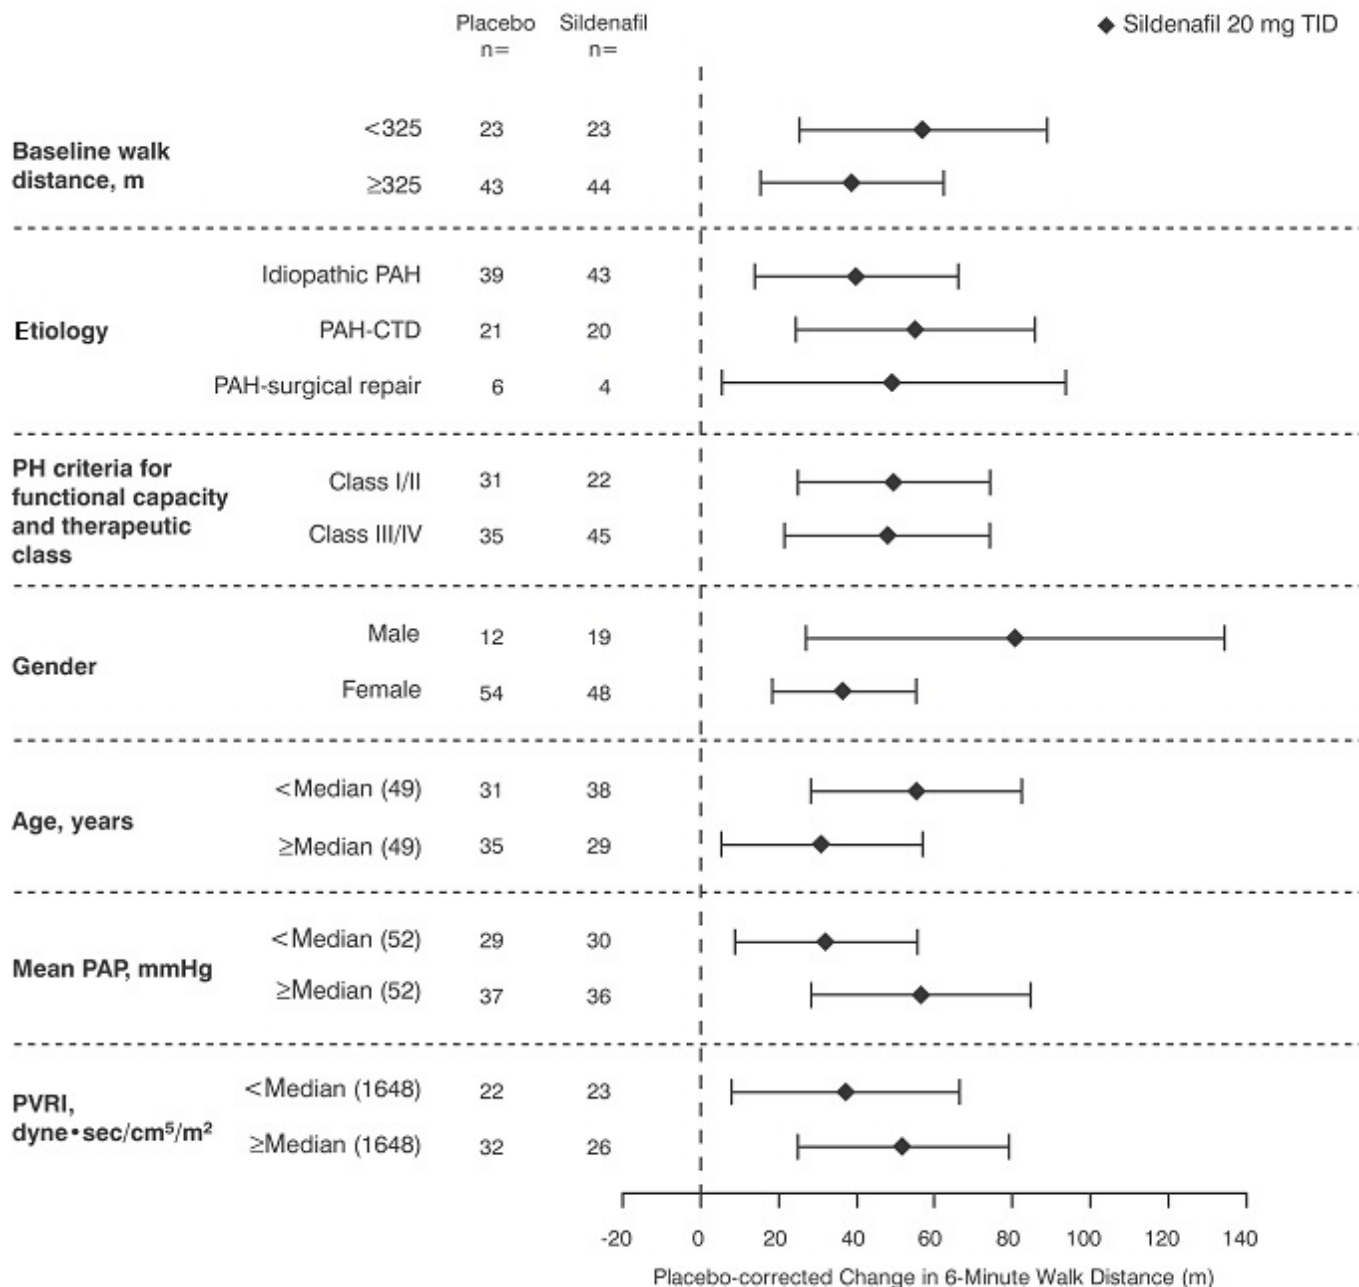 Placebo Sildenafil
n= n=
◆ Sildenafil 20 mg TID
Baseline walk
distance, m
<325 23 23
≥325 43 44
Etiology
Idiopathic PAH 39 43
PAH-CTD 21 20
PAH-surgical repair 6 4
PH criteria for
functional capacity
and therapeutic
class
Class I/II 31 22
Class III/IV 35 45
Gender
Male 12 19
Female 54 48
Age, years
<Median (49) 31 38
≥Median (49) 35 29
Mean PAP, mmHg
<Median (52) 29 30
≥Median (52) 37 36
PVRI,
dyne•sec/cm⁵/m²
<Median (1648) 22 23
≥Median (1648) 32 26
-20 0 20 40 60 80 100 120 140
Placebo-corrected Change in 6-Minute Walk Distance (m)